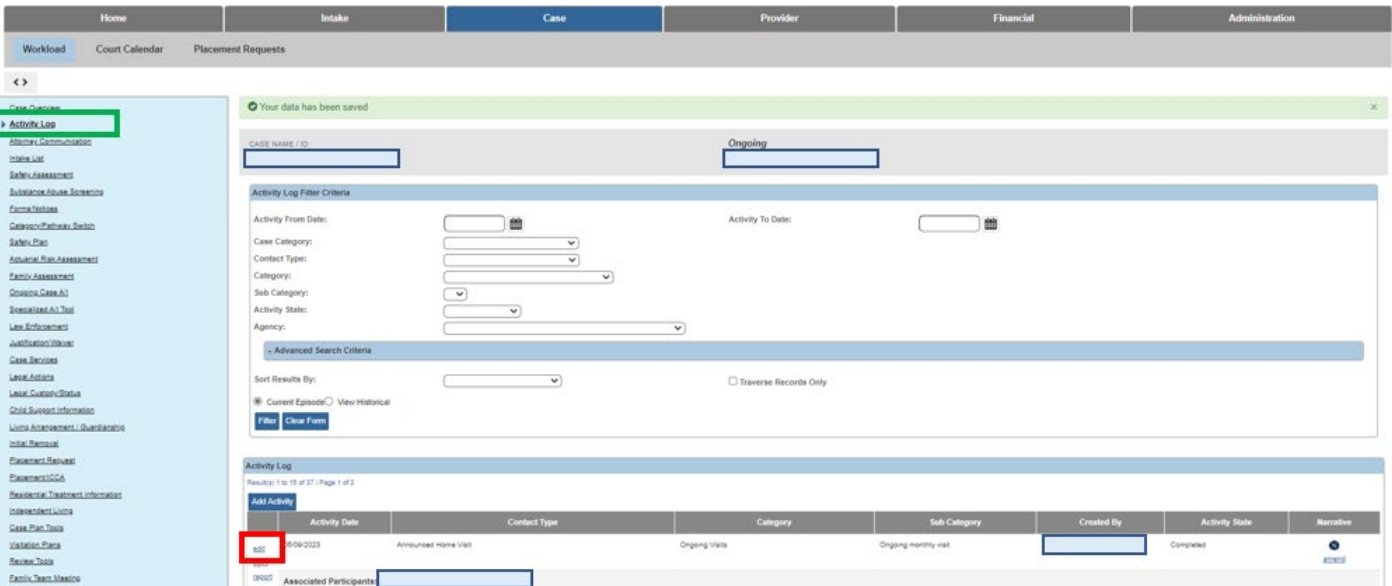 Home Intake Case Provider Financial Administration
Workload Court Calendar Placement Requests
Case Overview
Activity Log
Attorney Communication
Intake List
Safety Assessment
Substance Abuse Screening
Forms/Notices
Category/Pathway Switch
Safety Plan
Actuarial Risk Assessment
Family Assessment
Ongoing Case A/I
Specialized A/I Tool
Law Enforcement
Justification/Waiver
Case Services
Legal Actions
Legal Custody/Status
Child Support Information
Living Arrangement / Guardianship
Initial Removal
Placement Request
Placement/ICCA
Residential Treatment Information
Independent Living
Case Plan Tools
Visitation Plans
Review Tools
Family Team Meeting
Your data has been saved ×
CASE NAME / ID: Ongoing
Activity Log Filter Criteria
Activity From Date: Activity To Date:
Case Category:
Contact Type:
Category:
Sub Category:
Activity State:
Agency:
Advanced Search Criteria
Sort Results By: Traverse Records Only
Current Episode View Historical
Filter Clear Form
Activity Log
Result(s) 1 to 15 of 37 / Page 1 of 3
Add Activity
Activity Date Contact Type Category Sub Category Created By Activity State Narrative
edit 05/09/2023 Announced Home Visit Ongoing Visits Ongoing monthly visit Completed
amend
report Associated Participants: